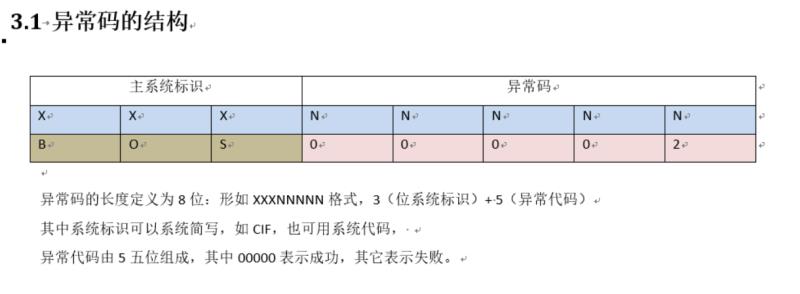 3.1 异常码的结构
主系统标识 异常码
X X X N N N N N
B O S 0 0 0 0 2
异常码的长度定义为 8 位：形如 XXXNNNNN 格式，3（位系统标识）+·5（异常代码）
其中系统标识可以系统简写，如 CIF，也可用系统代码，·
异常代码由 5 五位组成，其中 00000 表示成功，其它表示失败。